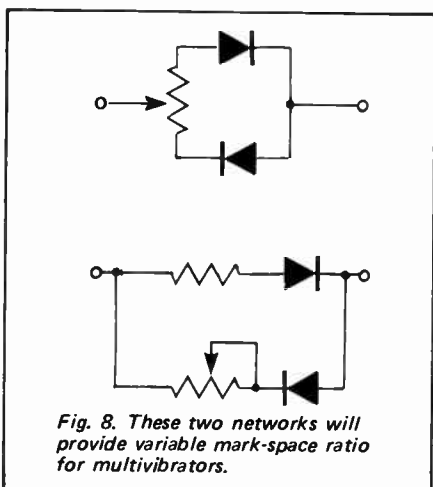 Fig. 8. These two networks will
provide variable mark-space ratio
for multivibrators.